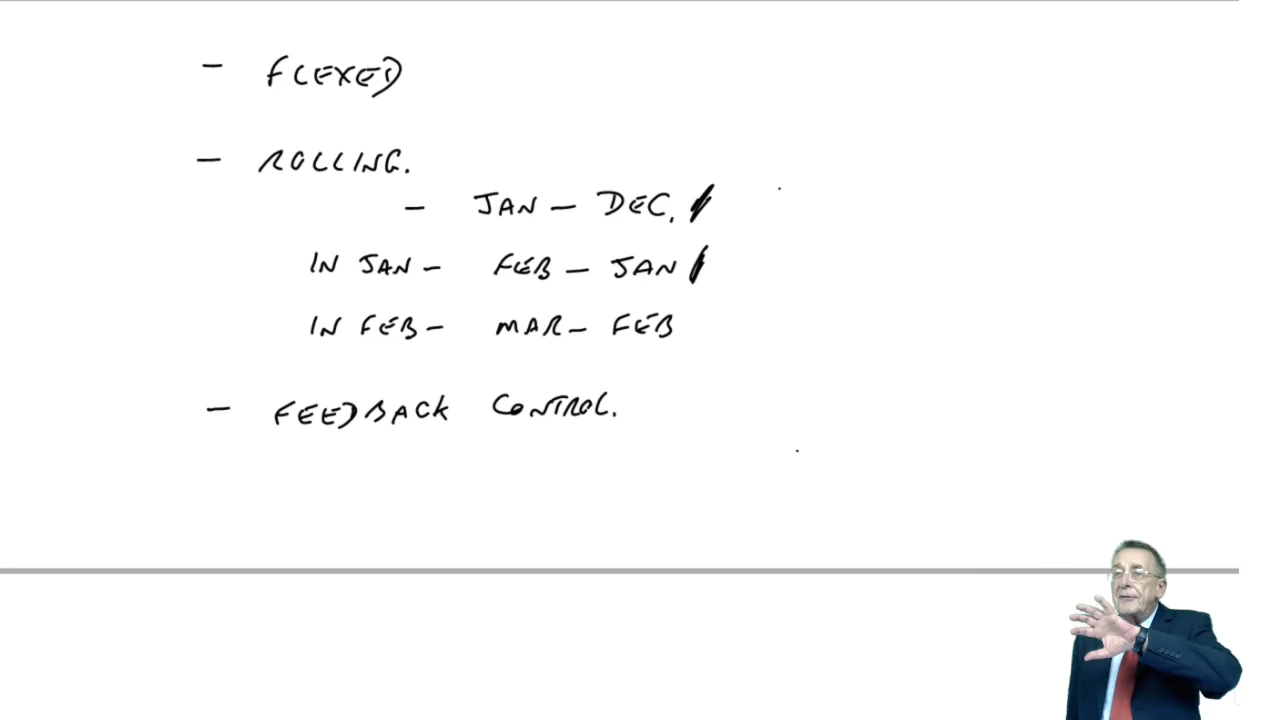 - FLEXED
- ROLLING.
- JAN - DEC.
IN JAN - FEB - JAN
IN FEB - MAR - FEB
- FEEDBACK CONTROL.